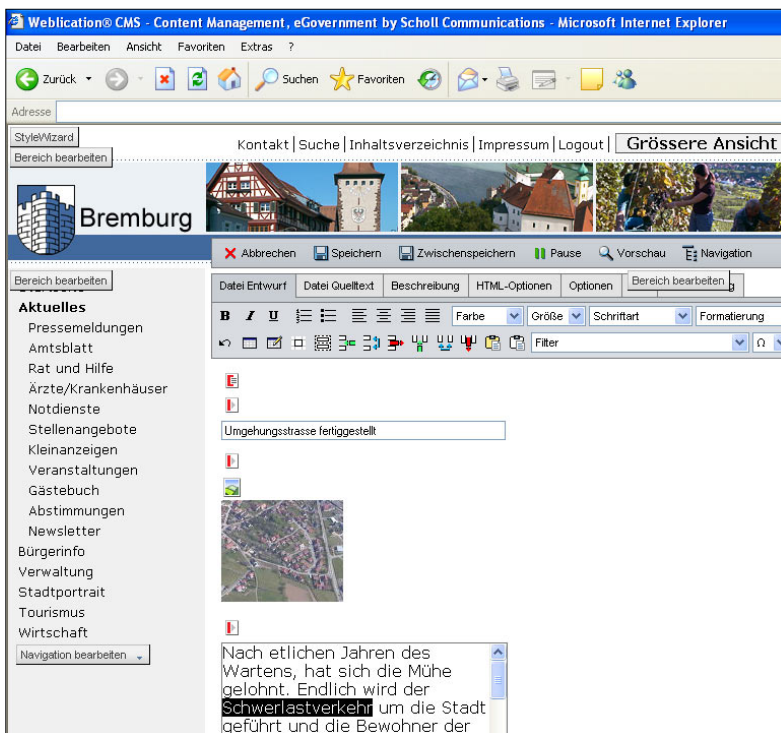 Weblication® CMS - Content Management, eGovernment by Scholl Communications - Microsoft Internet Explorer
Datei Bearbeiten Ansicht Favoriten Extras ?
Zurück Suchen Favoriten
Adresse
StyleWizard
Kontakt | Suche | Inhaltsverzeichnis | Impressum | Logout | Grössere Ansicht
Bereich bearbeiten
Bremburg
Abbrechen Speichern Zwischenspeichern Pause Vorschau Navigation
Bereich bearbeiten
Datei Entwurf Datei Quelltext Beschreibung HTML-Optionen Optionen Bereich bearbeiten
Aktuelles
Pressemeldungen
Amtsblatt
Rat und Hilfe
Ärzte/Krankenhäuser
Notdienste
Stellenangebote
Kleinanzeigen
Veranstaltungen
Gästebuch
Abstimmungen
Newsletter
Bürgerinfo
Verwaltung
Stadtportrait
Tourismus
Wirtschaft
Navigation bearbeiten
B I U Farbe Größe Schriftart Formatierung
Filter Ω
Umgehungsstrasse fertiggestellt
Nach etlichen Jahren des
Wartens, hat sich die Mühe
gelohnt. Endlich wird der
Schwerlastverkehr um die Stadt
geführt und die Bewohner der